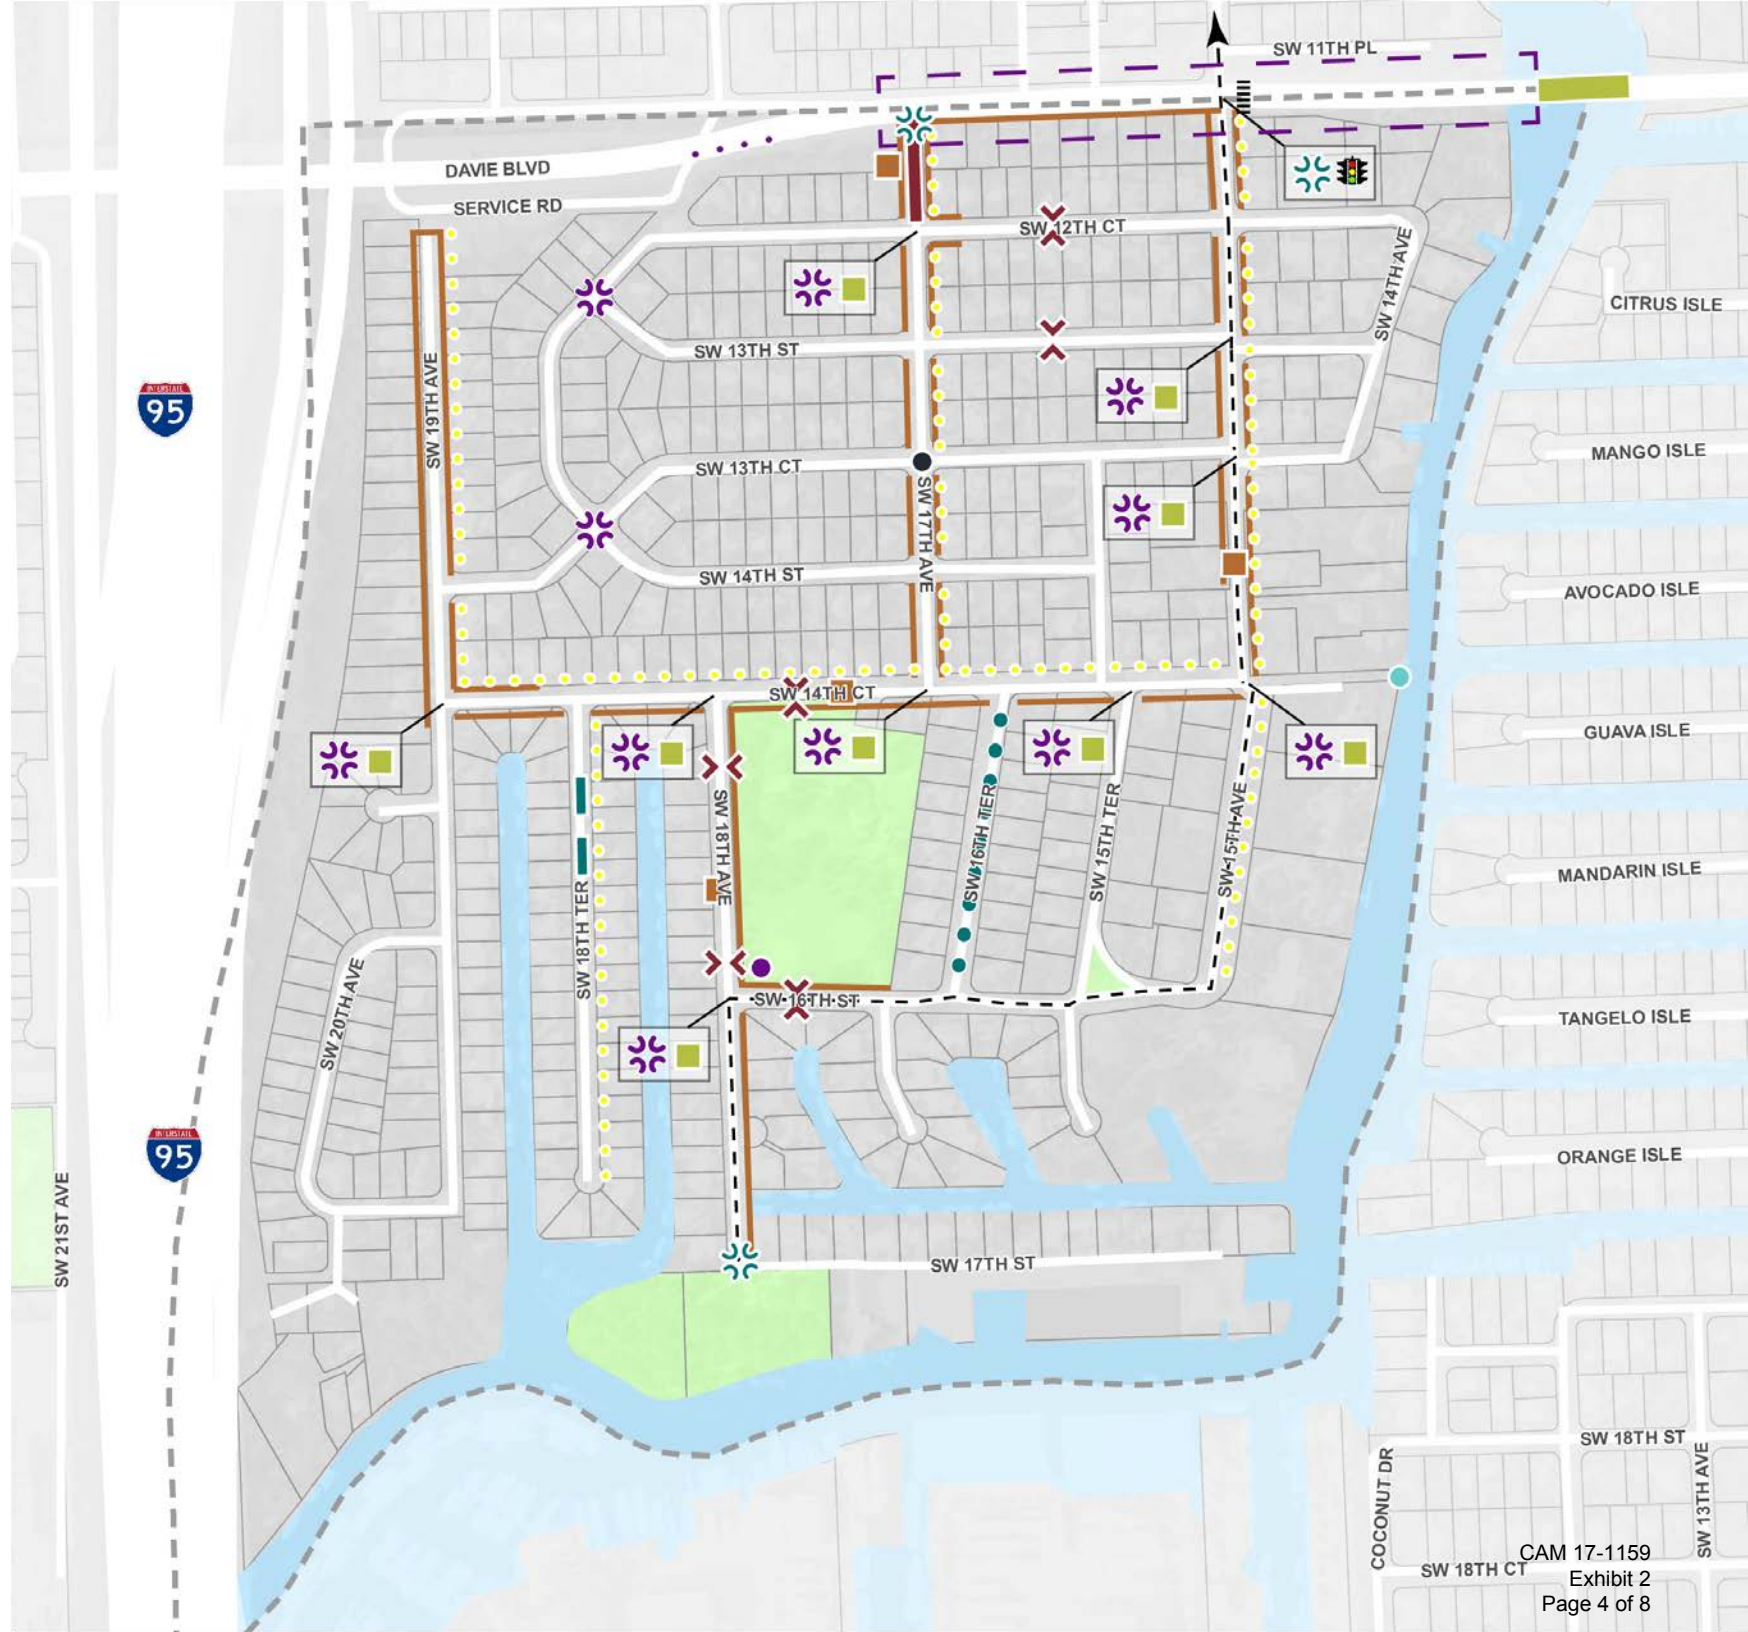 SW 11TH PL
DAVIE BLVD
SERVICE RD
SW 12TH CT
SW 14TH AVE
CITRUS ISLE
SW 13TH ST
SW 19TH AVE
INTERSTATE
95
MANGO ISLE
SW 13TH CT
SW 17TH AVE
SW 14TH ST
AVOCADO ISLE
SW 14TH CT
GUAVA ISLE
SW 18TH AVE
SW 16TH TER
SW 15TH TER
SW 15TH AVE
MANDARIN ISLE
SW 18TH TER
SW 20TH AVE
SW 16TH ST
TANGELO ISLE
INTERSTATE
95
ORANGE ISLE
SW 21ST AVE
SW 17TH ST
SW 18TH ST
COCONUT DR
SW 13TH AVE
SW 18TH CT
CAM 17-1159
Exhibit 2
Page 4 of 8